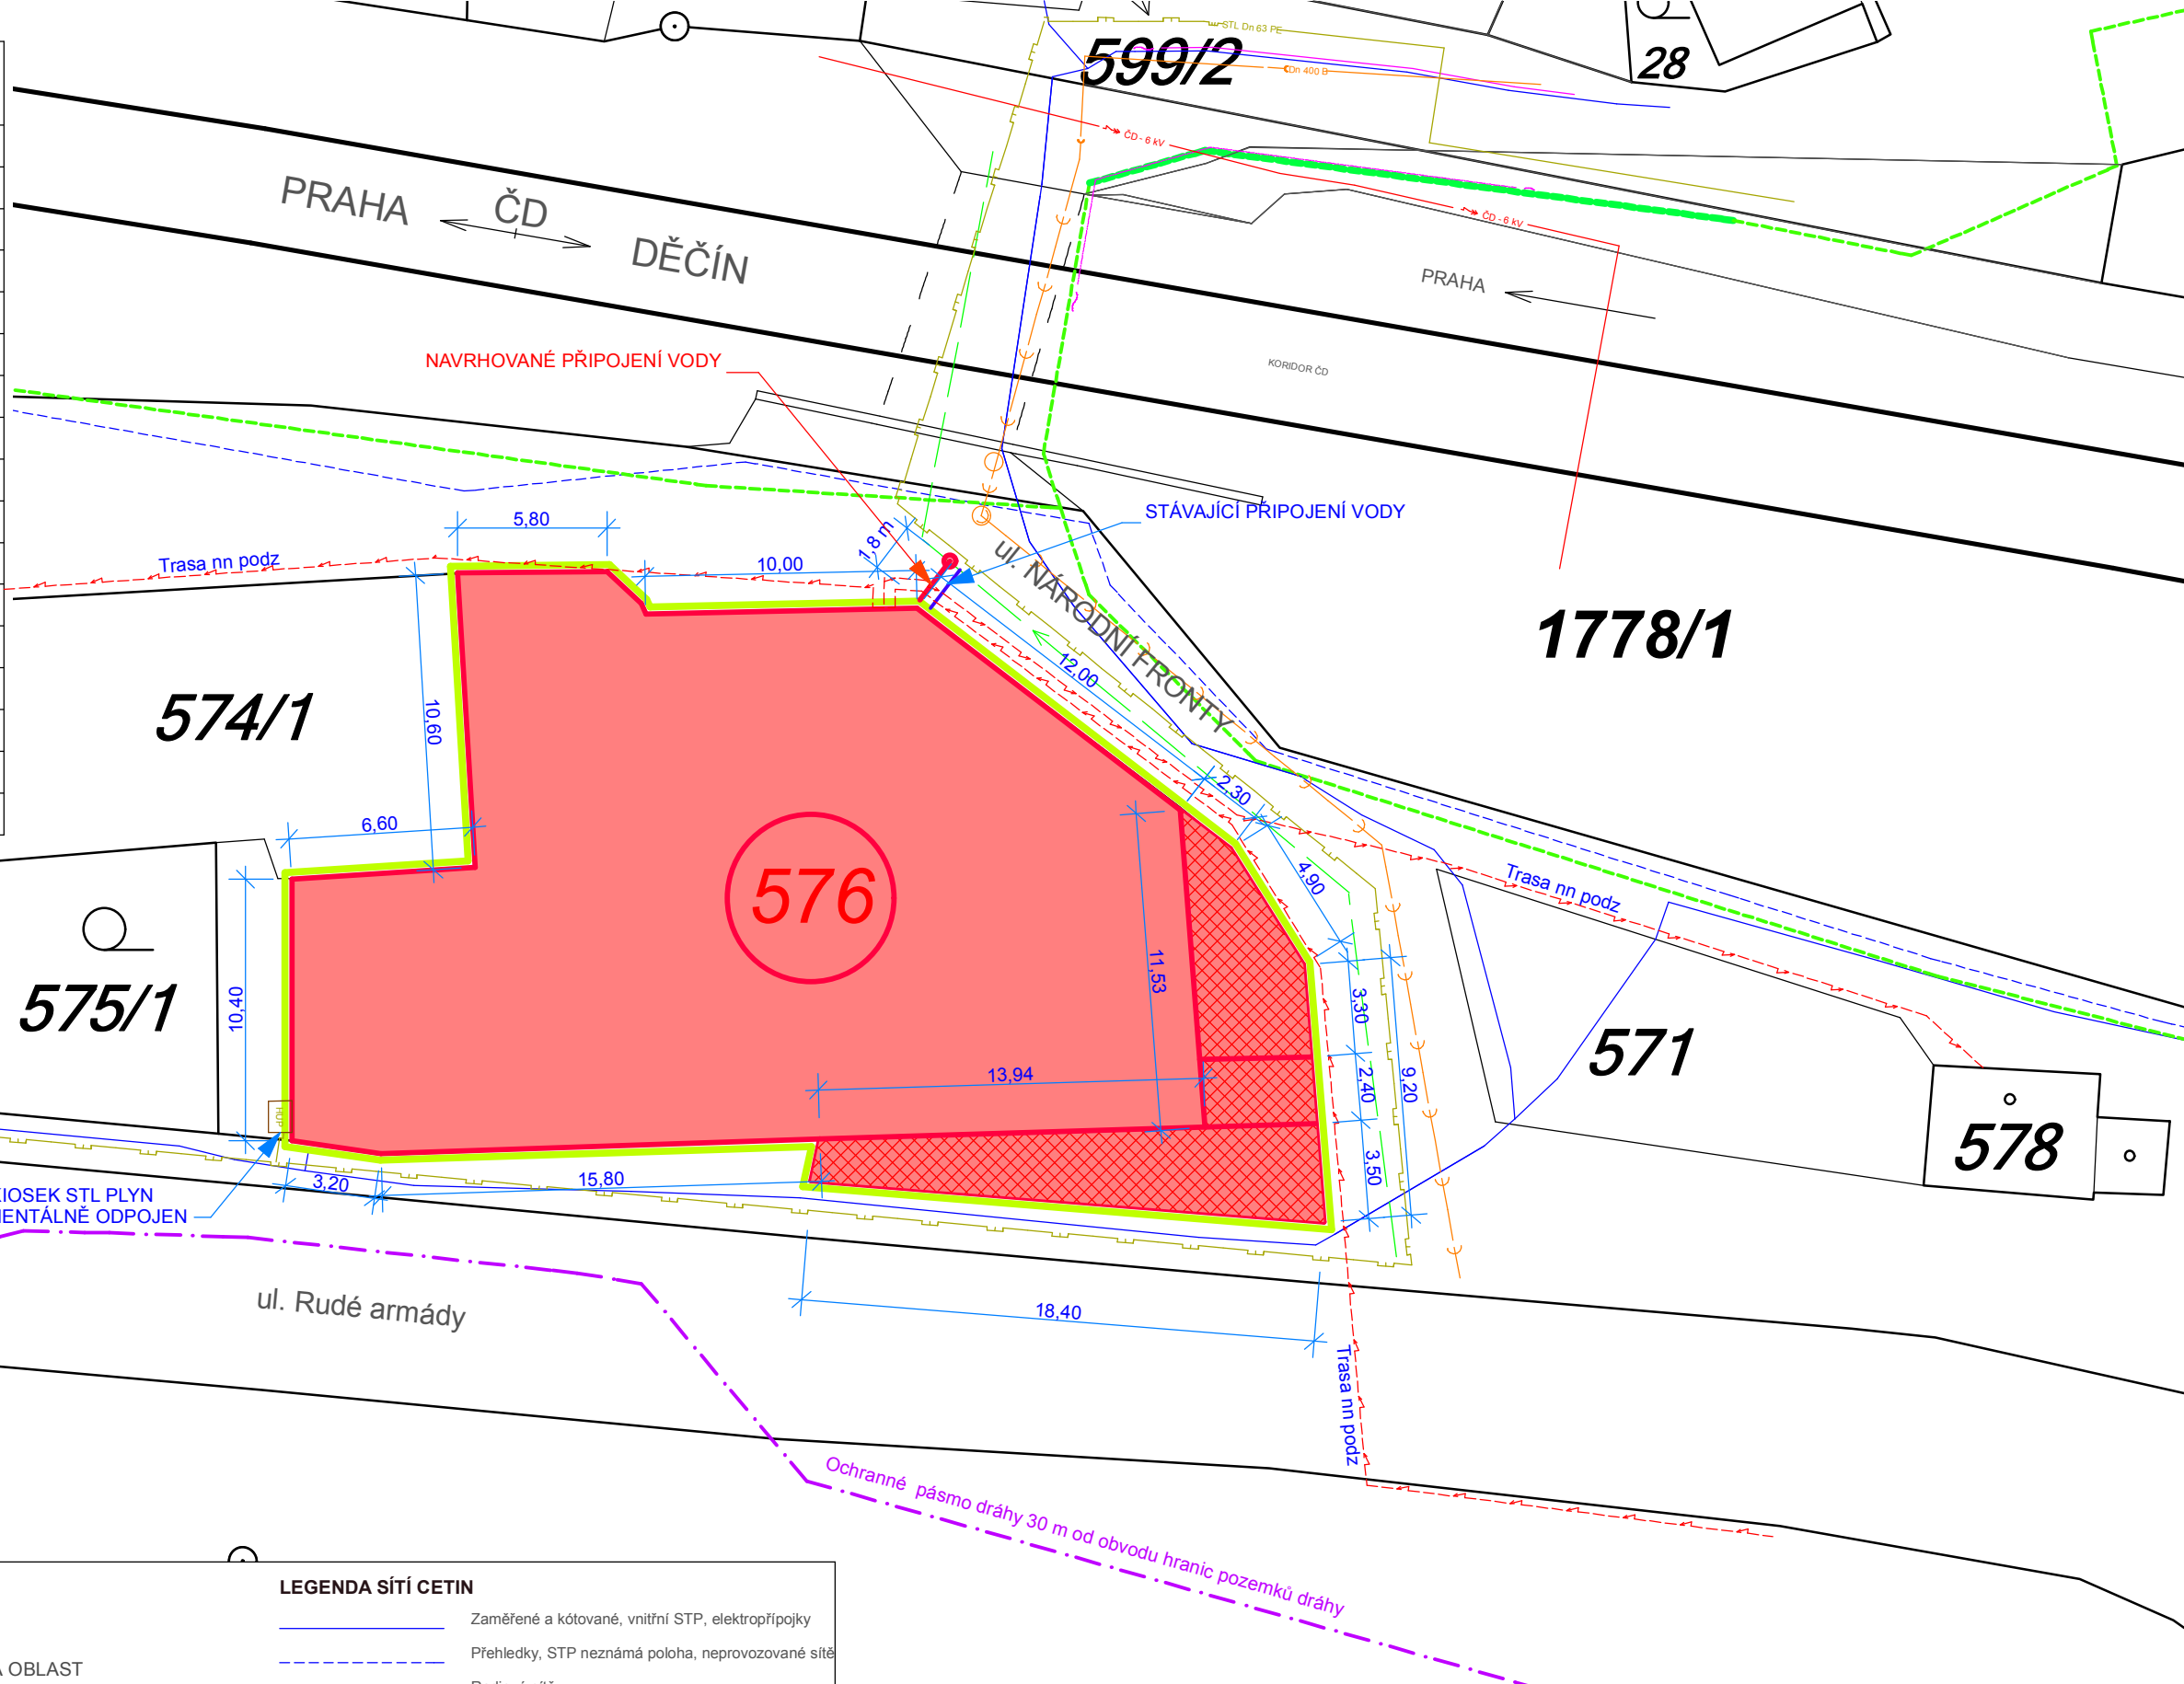 STL Dn 63 PE
599/2
28
Dn 400 B
ČD - 6 kV
ČD - 6 kV
PRAHA
ČD
DĚČÍN
PRAHA
KORIDOR ČD
NAVRHOVANÉ PŘIPOJENÍ VODY
STÁVAJÍCÍ PŘIPOJENÍ VODY
5,80
1,8 m
10,00
Trasa nn podz
ul. NÁRODNÍ FRONTY
1778/1
12,00
574/1
10,60
6,60
2,30
4,90
576
Trasa nn podz
11,53
575/1
10,40
3,30
571
13,94
2,40
9,20
HUP
578
3,50
3,20
15,80
KIOSEK STL PLYN
MENTÁLNĚ ODPOJEN
ul. Rudé armády
18,40
Trasa nn podz
Ochranné pásmo dráhy 30 m od obvodu hranic pozemků dráhy
LEGENDA SÍTÍ CETIN
Zaměřené a kótované, vnitřní STP, elektropřípojky
Přehledky, STP neznámá poloha, neprovozované sítě
A OBLAST